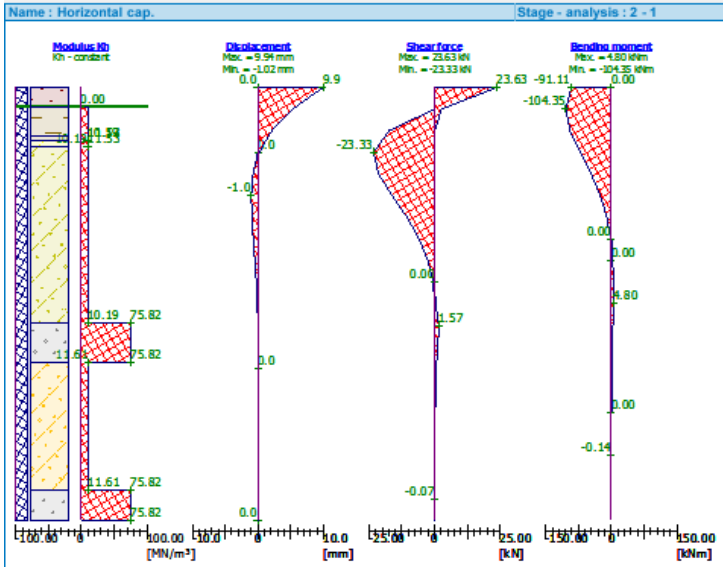 Name : Horizontal cap.
Stage - analysis : 2 - 1
Modulus Kh
Kh - constant
0.00
10.19
75.82
11.61
75.82
11.61
75.82
75.82
-100.00
0
100.00
[MN/m³]
Displacement
Max. = 9.94 mm
Min. = -1.02 mm
0.0
9.9
-1.0
0.0
0.0
-10.0
0
10.0
[mm]
Shear force
Max. = 23.63 kN
Min. = -23.33 kN
23.63
-23.33
0.00
1.57
-0.07
-25.00
0
25.00
[kN]
Bending moment
Max. = 4.80 kNm
Min. = -104.35 kNm
-91.11
0.00
-104.35
0.00
0.00
4.80
0.00
-0.14
-150.00
0
150.00
[kNm]